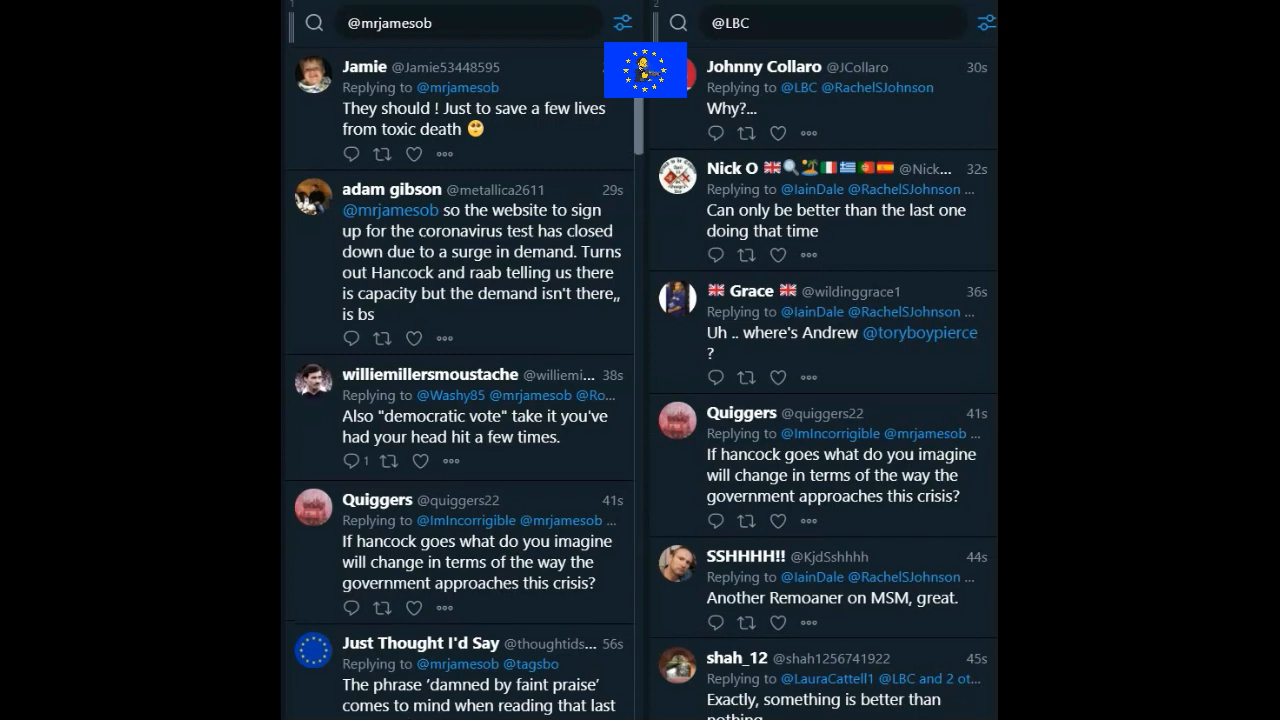 1
@mrjamesob
Jamie @Jamie53448595
Replying to @mrjamesob
They should ! Just to save a few lives
from toxic death
adam gibson @metallica2611 29s
@mrjamesob so the website to sign
up for the coronavirus test has closed
down due to a surge in demand. Turns
out Hancock and raab telling us there
is capacity but the demand isn't there,,
is bs
williemillersmoustache @williemi... 38s
Replying to @Washy85 @mrjamesob @Ro...
Also "democratic vote" take it you've
had your head hit a few times.
1
Quiggers @quiggers22 41s
Replying to @ImIncorrigible @mrjamesob ...
If hancock goes what do you imagine
will change in terms of the way the
government approaches this crisis?
Just Thought I'd Say @thoughtids... 56s
Replying to @mrjamesob @tagsbo
The phrase ‘damned by faint praise’
comes to mind when reading that last
2
@LBC
Johnny Collaro @JCollaro 30s
Replying to @LBC @RachelSJohnson
Why?...
Nick O @Nick... 32s
Replying to @IainDale @RachelSJohnson ...
Can only be better than the last one
doing that time
Grace @wildinggrace1 36s
Replying to @IainDale @RachelSJohnson ...
Uh .. where's Andrew @toryboypierce
?
Quiggers @quiggers22 41s
Replying to @ImIncorrigible @mrjamesob ...
If hancock goes what do you imagine
will change in terms of the way the
government approaches this crisis?
SSHHHH!! @KjdSshhhh 44s
Replying to @IainDale @RachelSJohnson ...
Another Remoaner on MSM, great.
shah_12 @shah1256741922 45s
Replying to @LauraCattell1 @LBC and 2 ot...
Exactly, something is better than
nothing